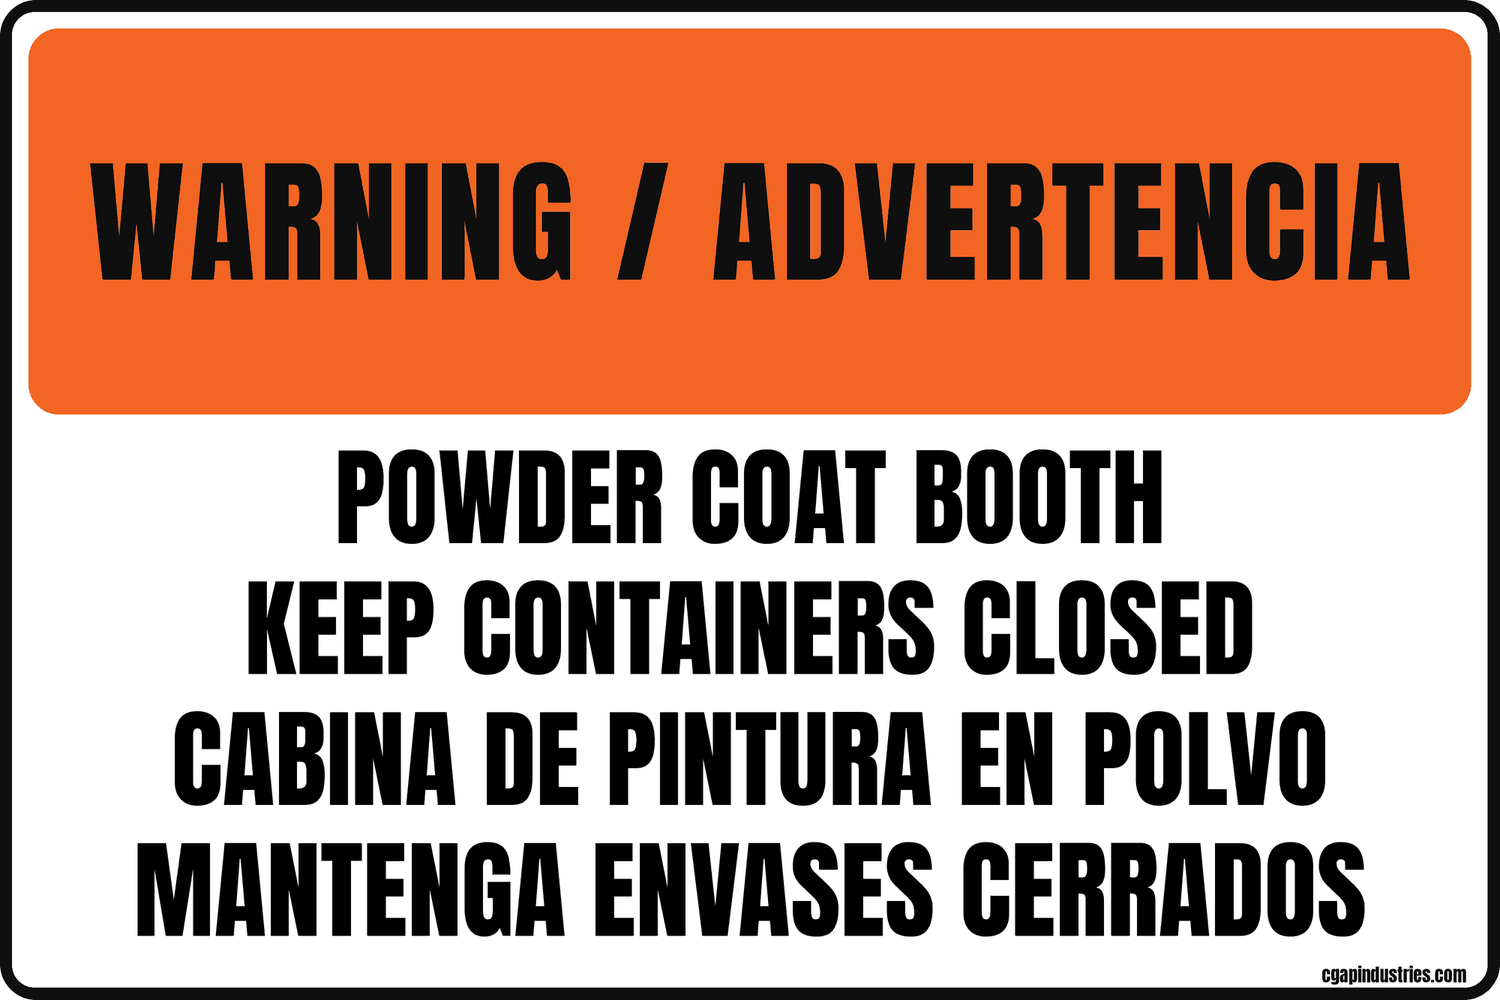 WARNING / ADVERTENCIA
POWDER COAT BOOTH
KEEP CONTAINERS CLOSED
CABINA DE PINTURA EN POLVO
MANTENGA ENVASES CERRADOS
cgapindustries.com